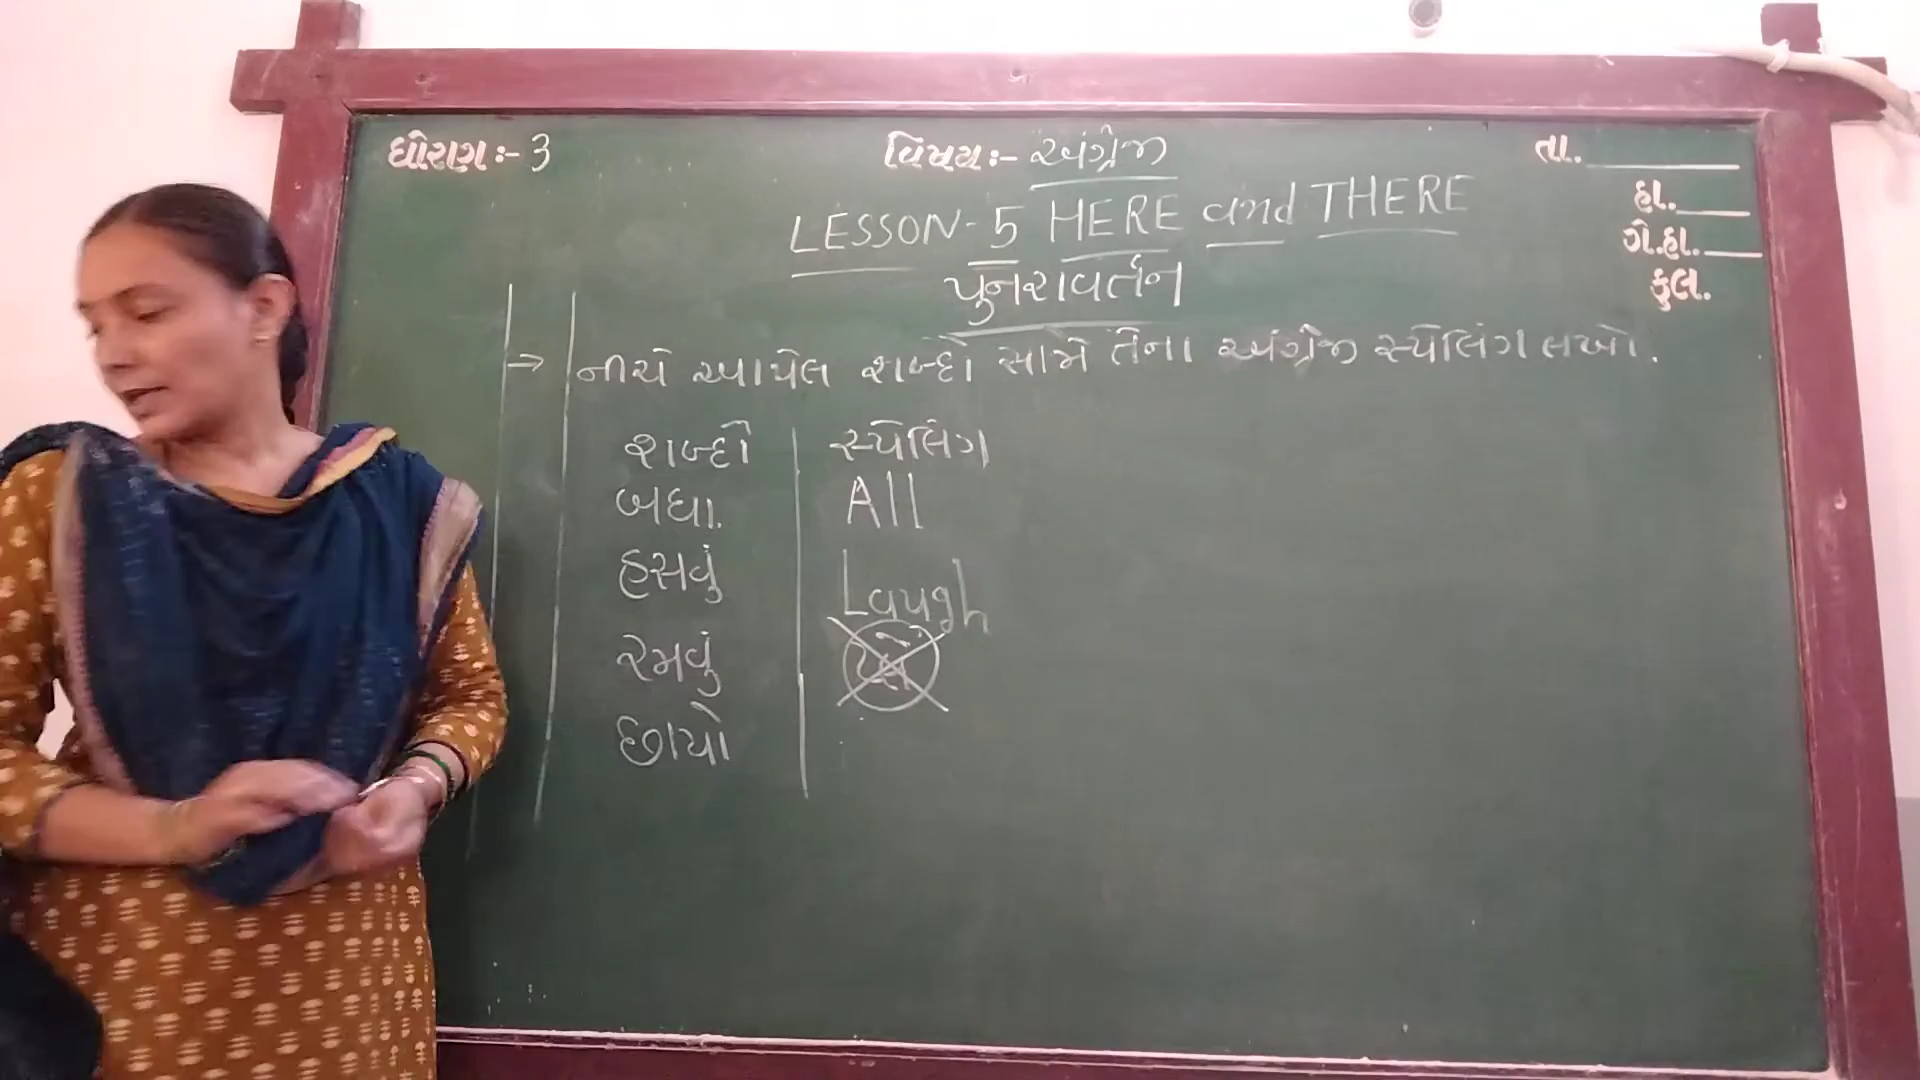 ધોરણ:- 3
વિષય:- અંગ્રેજી
તા.
હા.
ગે.હા.
કુલ.
LESSON-5 HERE and THERE
પુનરાવર્તન
→ નીચે આપેલ શબ્દો સામે તેના અંગ્રેજી સ્પેલિંગ લખો.
શબ્દો સ્પેલિંગ
બધા. All
હસવું Laugh
રમવું
છાયો